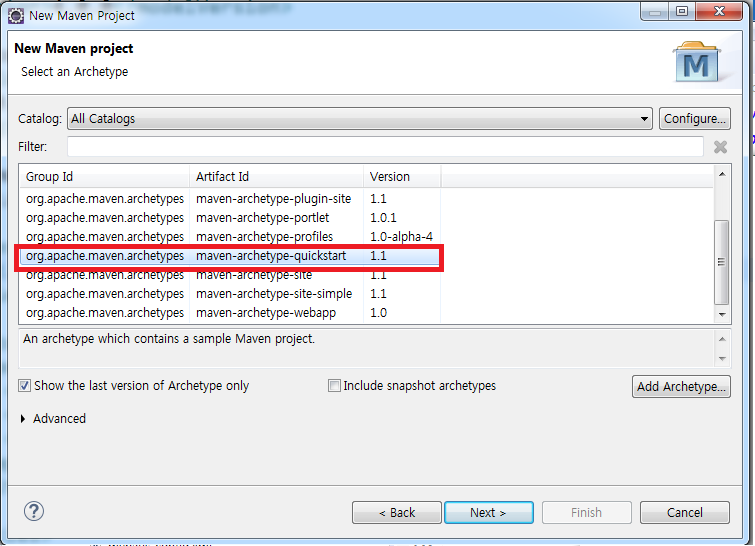 New Maven Project
New Maven project
Select an Archetype
Catalog: All Catalogs Configure...
Filter:
Group Id Artifact Id Version
org.apache.maven.archetypes maven-archetype-plugin-site 1.1
org.apache.maven.archetypes maven-archetype-portlet 1.0.1
org.apache.maven.archetypes maven-archetype-profiles 1.0-alpha-4
org.apache.maven.archetypes maven-archetype-quickstart 1.1
org.apache.maven.archetypes maven-archetype-site 1.1
org.apache.maven.archetypes maven-archetype-site-simple 1.1
org.apache.maven.archetypes maven-archetype-webapp 1.0
An archetype which contains a sample Maven project.
Show the last version of Archetype only Include snapshot archetypes Add Archetype...
Advanced
? < Back Next > Finish Cancel